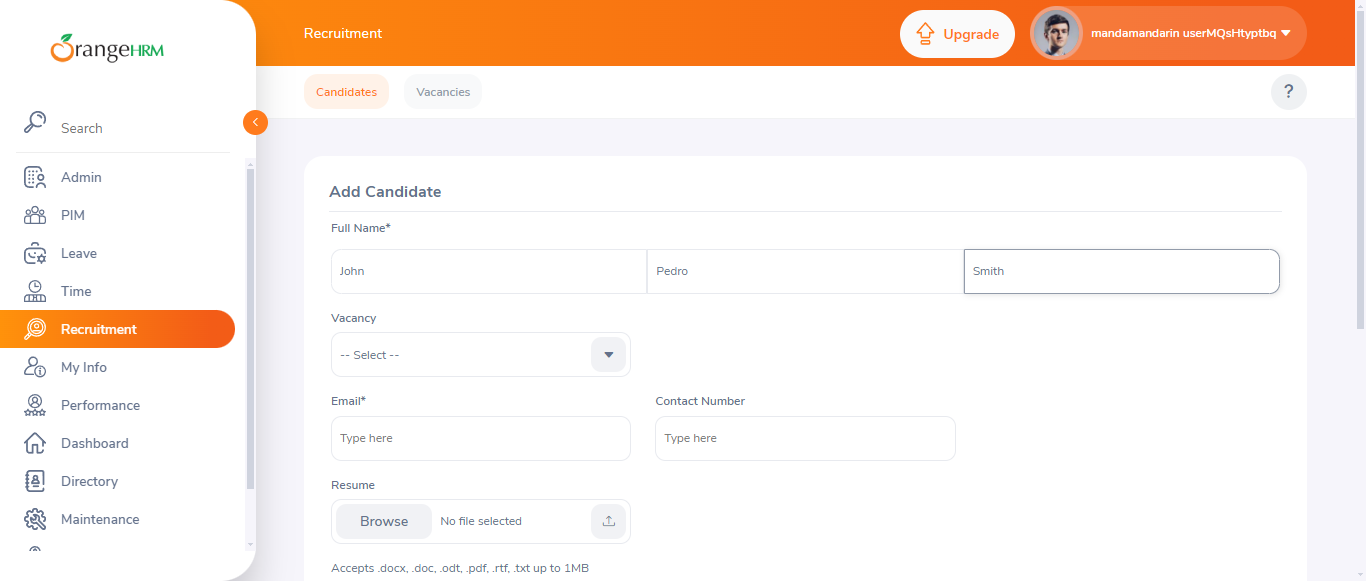 OrangeHRM
Recruitment
Upgrade
mandamandarin userMQsHtyptbq
Candidates
Vacancies
?
Search
Admin
PIM
Leave
Time
Recruitment
My Info
Performance
Dashboard
Directory
Maintenance
Add Candidate
Full Name*
John
Pedro
Smith
Vacancy
-- Select --
Email*
Contact Number
Type here
Type here
Resume
Browse
No file selected
Accepts .docx, .doc, .odt, .pdf, .rtf, .txt up to 1MB